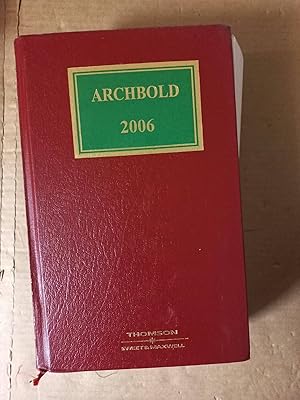 ARCHBOLD
2006
THOMSON
SWEET & MAXWELL